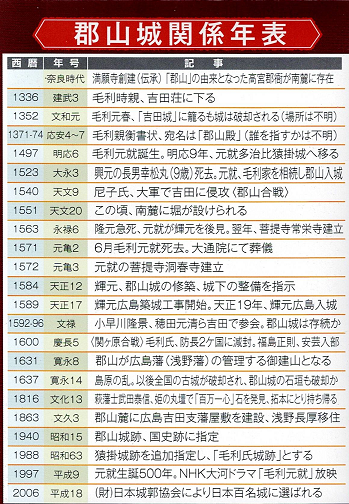 郡山城関係年表
西暦 年号 記事
奈良時代 満願寺創建(伝承)「郡山」の由来となった高宮郡衙が南麓に存在
1336 建武3 毛利時親、吉田荘に下る
1352 文和元 毛利元春、「吉田城」に籠るも城は破却される(場所は不明)
1371-74 応安4~7 毛利親衡書状、宛名は「郡山殿」(誰を指すかは不明)
1497 明応6 毛利元就誕生。明応9年、元就多治比猿掛城へ移る
1523 大永3 興元の長男幸松丸(9歳)死去。元就、毛利家を相続し郡山入城
1540 天文9 尼子氏、大軍で吉田に侵攻(郡山合戦)
1551 天文20 この頃、南麓に堀が設けられる
1563 永禄6 隆元急死、元就が輝元を後見。翌年、菩提寺常栄寺建立
1571 元亀2 6月毛利元就死去。大通院にて葬儀
1572 元亀3 元就の菩提寺洞春寺建立
1584 天正12 輝元、郡山城の修築、城下の整備を指示
1589 天正17 輝元広島築城工事開始。天正19年、輝元広島入城
1592-96 文禄 小早川隆景、穂田元清ら吉田で参会。郡山城は存続か
1600 慶長5 (関ヶ原合戦)毛利氏、防長2ケ国に減封。福島正則、安芸入部
1631 寛永8 郡山が広島藩(浅野藩)の管理する御建山となる
1637 寛永14 島原の乱。以後全国の古城が破却され、郡山城の石垣も破却か
1816 文化13 萩藩士武田泰信、姫の丸壇で「百万一心」石を発見、拓本にとり持ち帰る
1863 文久3 郡山麓に広島吉田支藩屋敷を建設、浅野長厚移住
1940 昭和15 郡山城跡、国史跡に指定
1988 昭和63 猿掛城跡を追加指定し、「毛利氏城跡」とする
1997 平成9 元就生誕500年。NHK大河ドラマ「毛利元就」放映
2006 平成18 (財)日本城郭協会により日本百名城に選ばれる